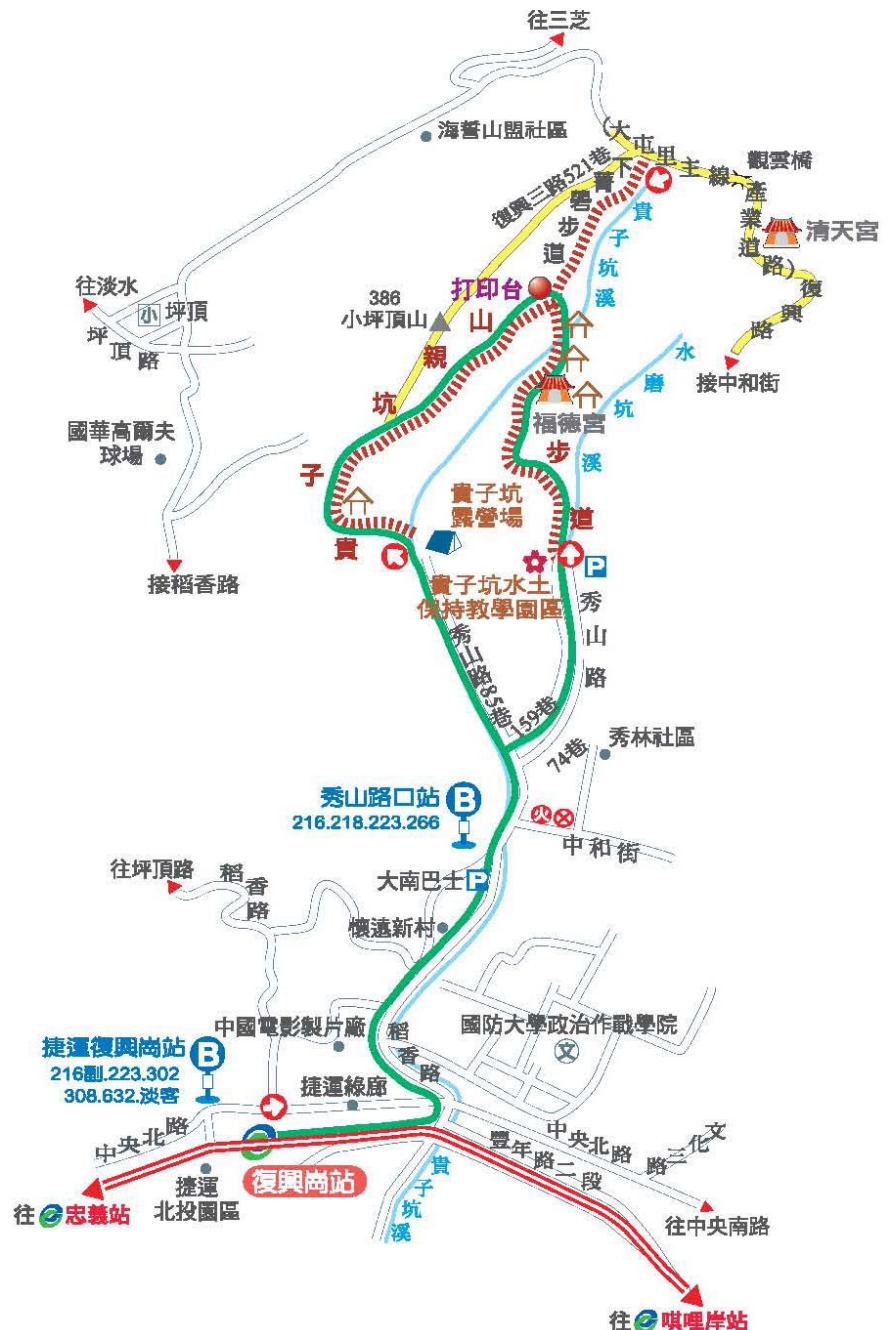 往三芝
海誓山盟社區
(大屯里主線)產業道路)復興路
觀雲橋
清天宮
復興三路521巷
下青礐步道
貴子坑溪
往淡水
小
坪頂
坪頂路
386
小坪頂山
打印台
接中和街
水磨坑溪
福德宮
國華高爾夫
球場
貴子坑親山步道
貴子坑
露營場
接稻香路
P
貴子坑水土
保持教學園區
秀山路
秀山路85巷
159巷
74巷
秀林社區
秀山路口站
216.218.223.266
B
火
中和街
往坪頂路
稻香路
大南巴士
P
懷遠新村
中國電影製片廠
稻香路
國防大學政治作戰學院
文
捷運復興崗站
216副.223.302
308.632.淡客
B
捷運綠廊
中央北路
中央北路
文化三路
豐年路二段
復興崗站
捷運
北投園區
貴子坑溪
往忠義站
往中央南路
往唭哩岸站